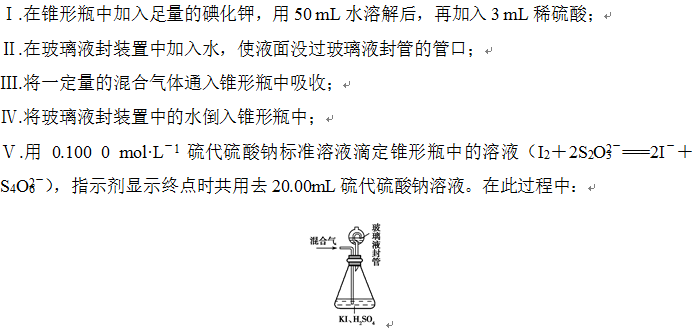 Ⅰ.在锥形瓶中加入足量的碘化钾，用 50 mL 水溶解后，再加入 3 mL 稀硫酸；
Ⅱ.在玻璃液封装置中加入水，使液面没过玻璃液封管的管口；
Ⅲ.将一定量的混合气体通入锥形瓶中吸收；
Ⅳ.将玻璃液封装置中的水倒入锥形瓶中；
Ⅴ.用 0.100 0 mol·L⁻¹ 硫代硫酸钠标准溶液滴定锥形瓶中的溶液（I₂＋2S₂O₃²⁻===2I⁻＋
S₄O₆²⁻），指示剂显示终点时共用去 20.00mL 硫代硫酸钠溶液。在此过程中：
混合气
玻璃液封管
KI、H₂SO₄